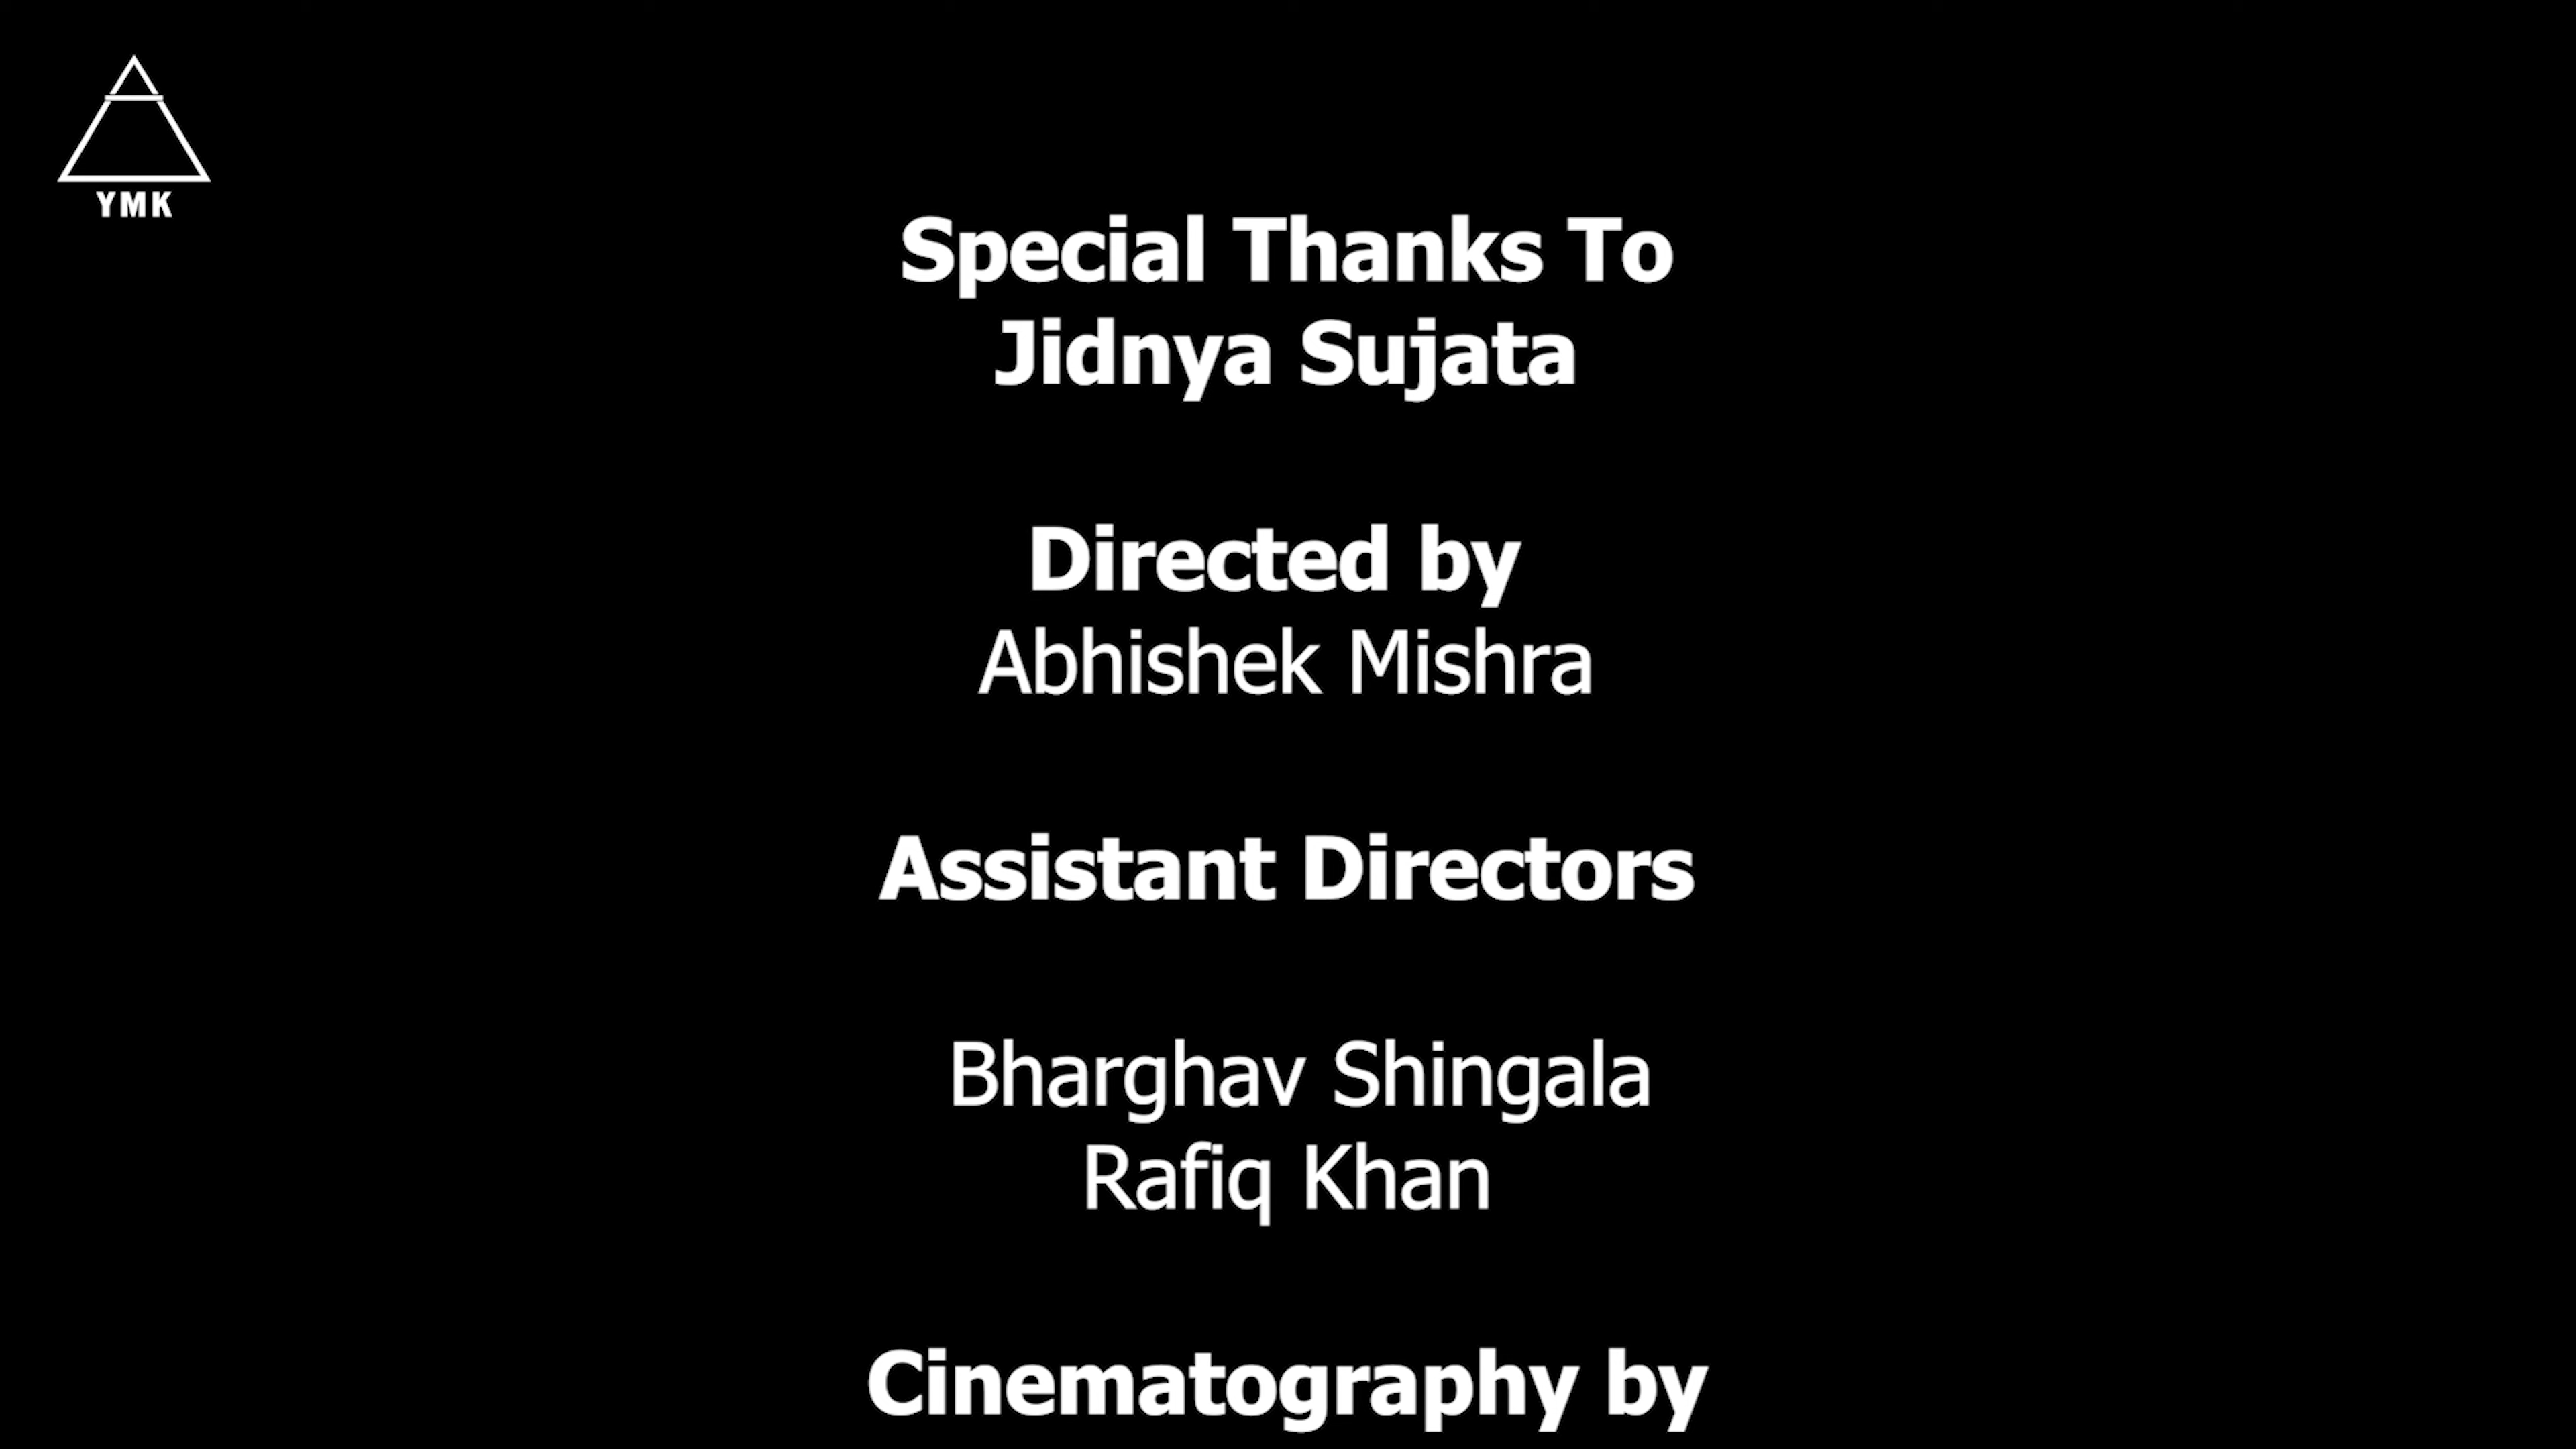 YMK
Special Thanks To
Jidnya Sujata
Directed by
Abhishek Mishra
Assistant Directors
Bharghav Shingala
Rafiq Khan
Cinematography by